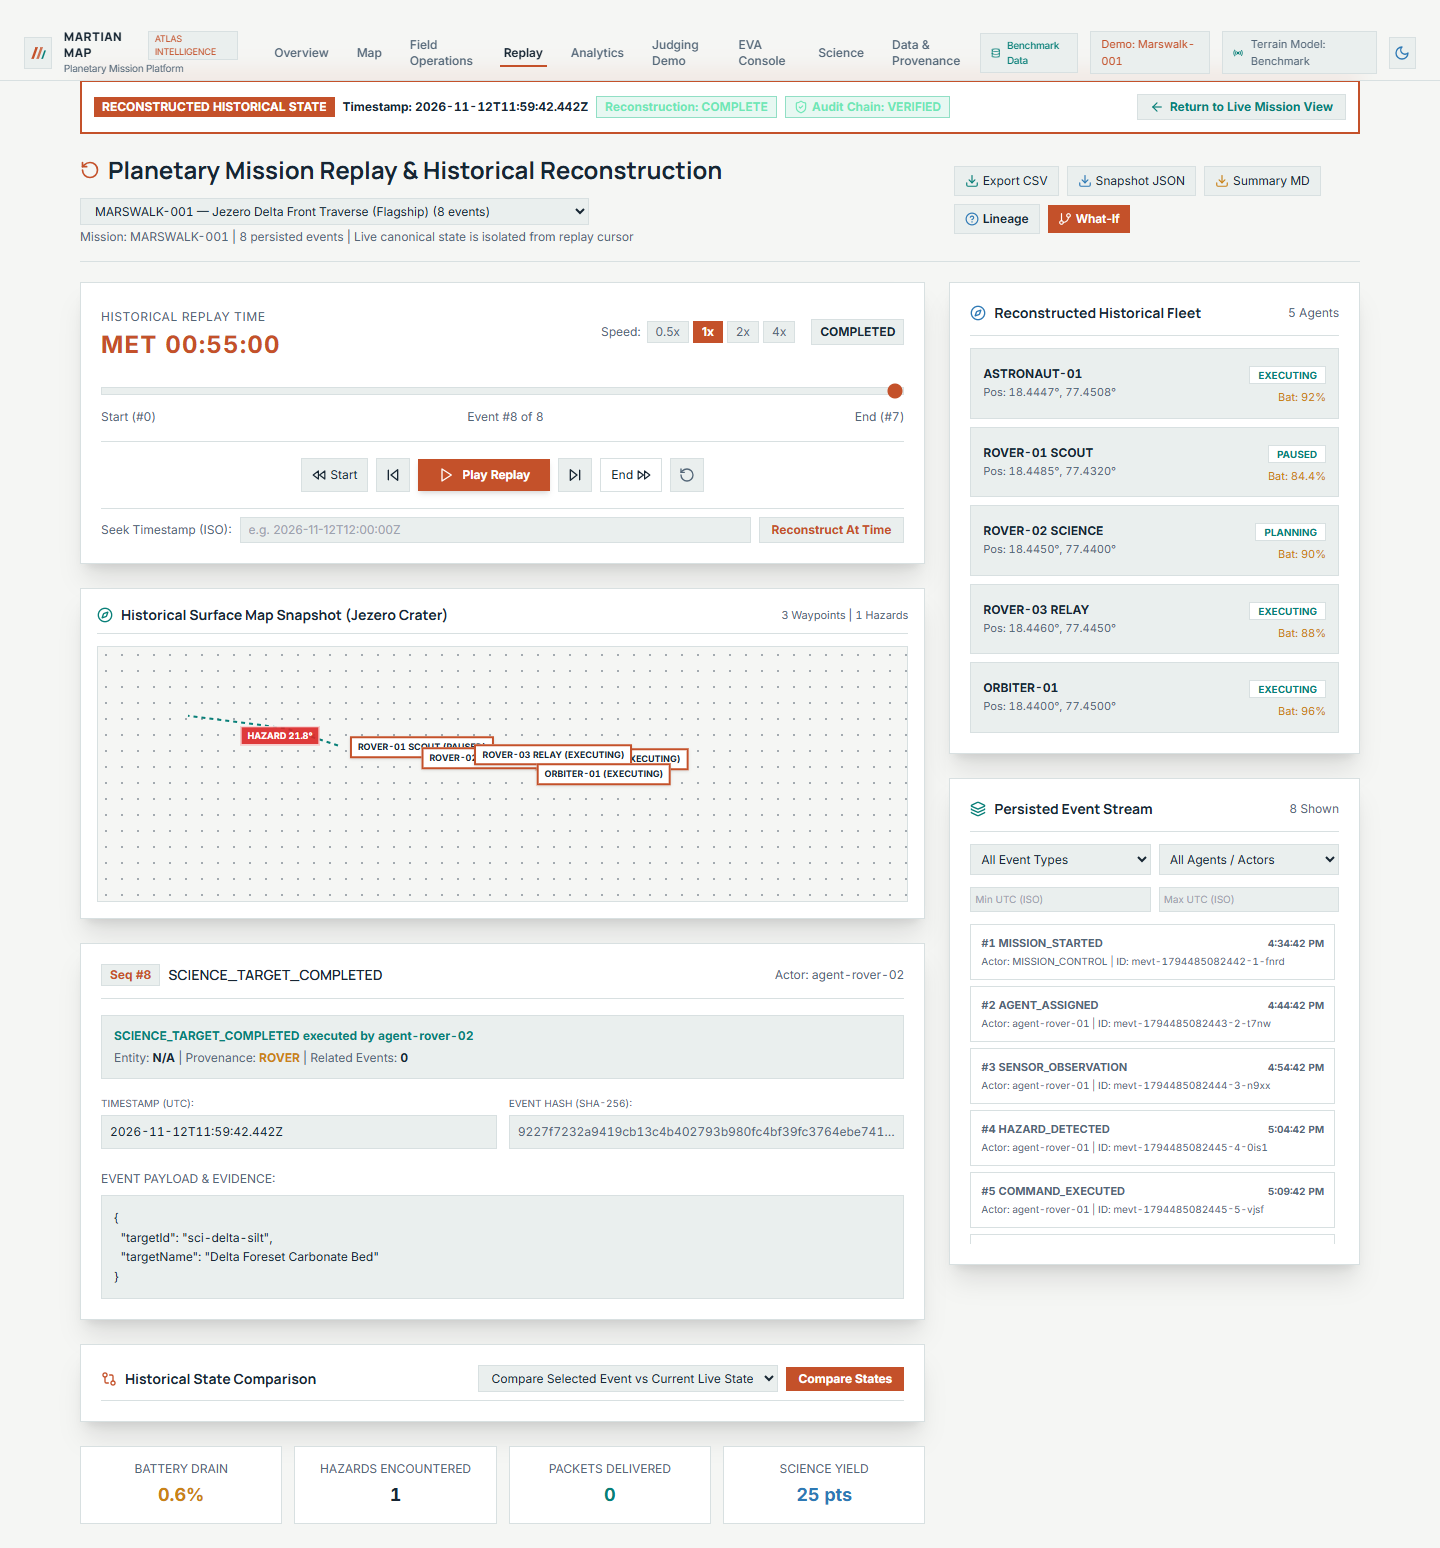 MARTIAN
MAP
ATLAS
INTELLIGENCE
Planetary Mission Platform
Overview
Map
Field
Operations
Replay
Analytics
Judging
Demo
EVA
Console
Science
Data &
Provenance
Benchmark
Data
Demo: Marswalk-
001
Terrain Model:
Benchmark
RECONSTRUCTED HISTORICAL STATE
Timestamp: 2026-11-12T11:59:42.442Z
Reconstruction: COMPLETE
Audit Chain: VERIFIED
Return to Live Mission View
Planetary Mission Replay & Historical Reconstruction
MARSWALK-001 — Jezero Delta Front Traverse (Flagship) (8 events)
Mission: MARSWALK-001 | 8 persisted events | Live canonical state is isolated from replay cursor
Export CSV
Snapshot JSON
Summary MD
Lineage
What-If
HISTORICAL REPLAY TIME
MET 00:55:00
Speed:
0.5x
1x
2x
4x
COMPLETED
Start (#0)
Event #8 of 8
End (#7)
Start
Play Replay
End
Seek Timestamp (ISO):
e.g. 2026-11-12T12:00:00Z
Reconstruct At Time
Historical Surface Map Snapshot (Jezero Crater)
3 Waypoints | 1 Hazards
HAZARD 21.8°
ROVER-01 SCOUT (PAUSED)
ROVER-02
ROVER-03 RELAY (EXECUTING)
EXECUTING)
ORBITER-01 (EXECUTING)
Seq #8
SCIENCE_TARGET_COMPLETED
Actor: agent-rover-02
SCIENCE_TARGET_COMPLETED executed by agent-rover-02
Entity: N/A | Provenance: ROVER | Related Events: 0
TIMESTAMP (UTC):
2026-11-12T11:59:42.442Z
EVENT HASH (SHA-256):
9227f7232a9419cb13c4b402793b980fc4bf39fc3764ebe741...
EVENT PAYLOAD & EVIDENCE:
{
"targetId": "sci-delta-silt",
"targetName": "Delta Foreset Carbonate Bed"
}
Historical State Comparison
Compare Selected Event vs Current Live State
Compare States
BATTERY DRAIN
0.6%
HAZARDS ENCOUNTERED
1
PACKETS DELIVERED
0
SCIENCE YIELD
25 pts
Reconstructed Historical Fleet
5 Agents
ASTRONAUT-01
EXECUTING
Pos: 18.4447°, 77.4508°
Bat: 92%
ROVER-01 SCOUT
PAUSED
Pos: 18.4485°, 77.4320°
Bat: 84.4%
ROVER-02 SCIENCE
PLANNING
Pos: 18.4450°, 77.4400°
Bat: 90%
ROVER-03 RELAY
EXECUTING
Pos: 18.4460°, 77.4450°
Bat: 88%
ORBITER-01
EXECUTING
Pos: 18.4400°, 77.4500°
Bat: 96%
Persisted Event Stream
8 Shown
All Event Types
All Agents / Actors
Min UTC (ISO)
Max UTC (ISO)
#1 MISSION_STARTED
4:34:42 PM
Actor: MISSION_CONTROL | ID: mevt-1794485082442-1-fnrd
#2 AGENT_ASSIGNED
4:44:42 PM
Actor: agent-rover-01 | ID: mevt-1794485082443-2-t7nw
#3 SENSOR_OBSERVATION
4:54:42 PM
Actor: agent-rover-01 | ID: mevt-1794485082444-3-n9xx
#4 HAZARD_DETECTED
5:04:42 PM
Actor: agent-rover-01 | ID: mevt-1794485082445-4-0is1
#5 COMMAND_EXECUTED
5:09:42 PM
Actor: agent-rover-01 | ID: mevt-1794485082445-5-vjsf